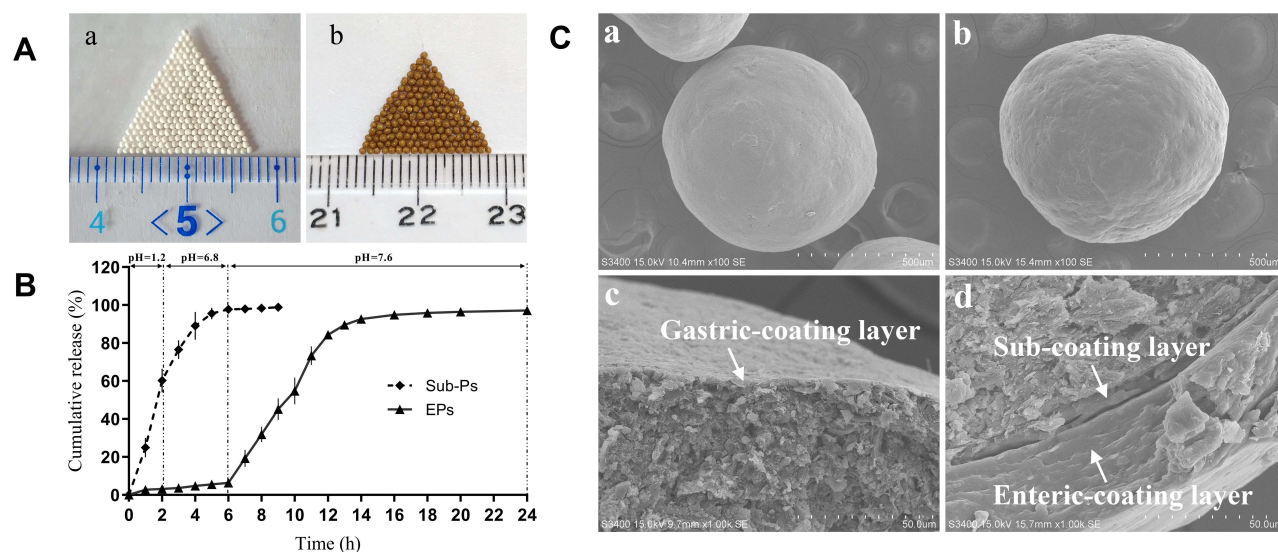 A
a
4
<5>
6
b
21
22
23
B
pH=1.2
pH=6.8
pH=7.6
120
100
80
60
40
20
0
Cumulative release (%)
Sub-Ps
EPs
0 2 4 6 8 10 12 14 16 18 20 22 24
Time (h)
C
a
S3400 15.0kV 10.4mm x100 SE
500um
b
S3400 15.0kV 15.4mm x100 SE
500um
c
Gastric-coating layer
S3400 15.0kV 9.7mm x1.00k SE
50.0um
d
Sub-coating layer
Enteric-coating layer
S3400 15.0kV 15.7mm x1.00k SE
50.0um